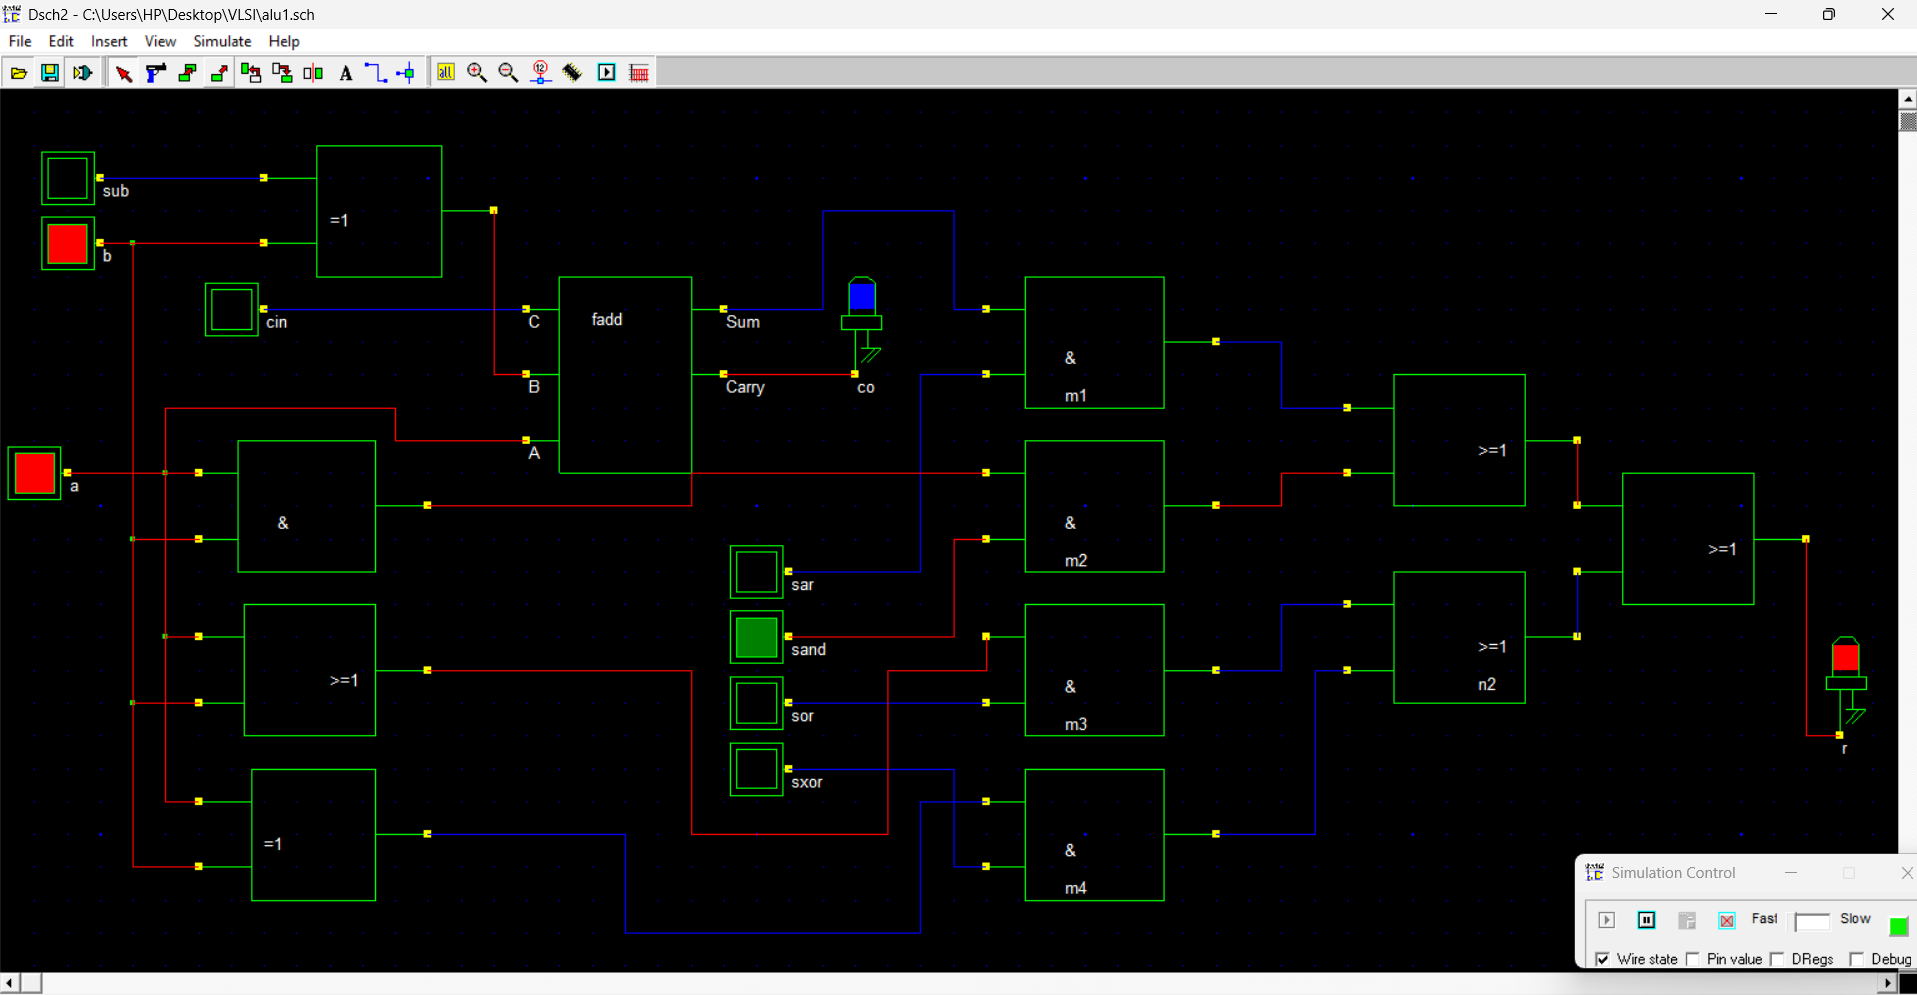 Dsch2 - C:\Users\HP\Desktop\VLSI\alu1.sch
File Edit Insert View Simulate Help
A all 12
sub
=1
b
cin
C
fadd
Sum
B
Carry
co
&
m1
A
a
&
&
m2
>=1
>=1
sar
sand
>=1
sor
&
m3
>=1
n2
sxor
r
=1
&
m4
Simulation Control
Fast Slow
Wire state Pin value DRegs Debug